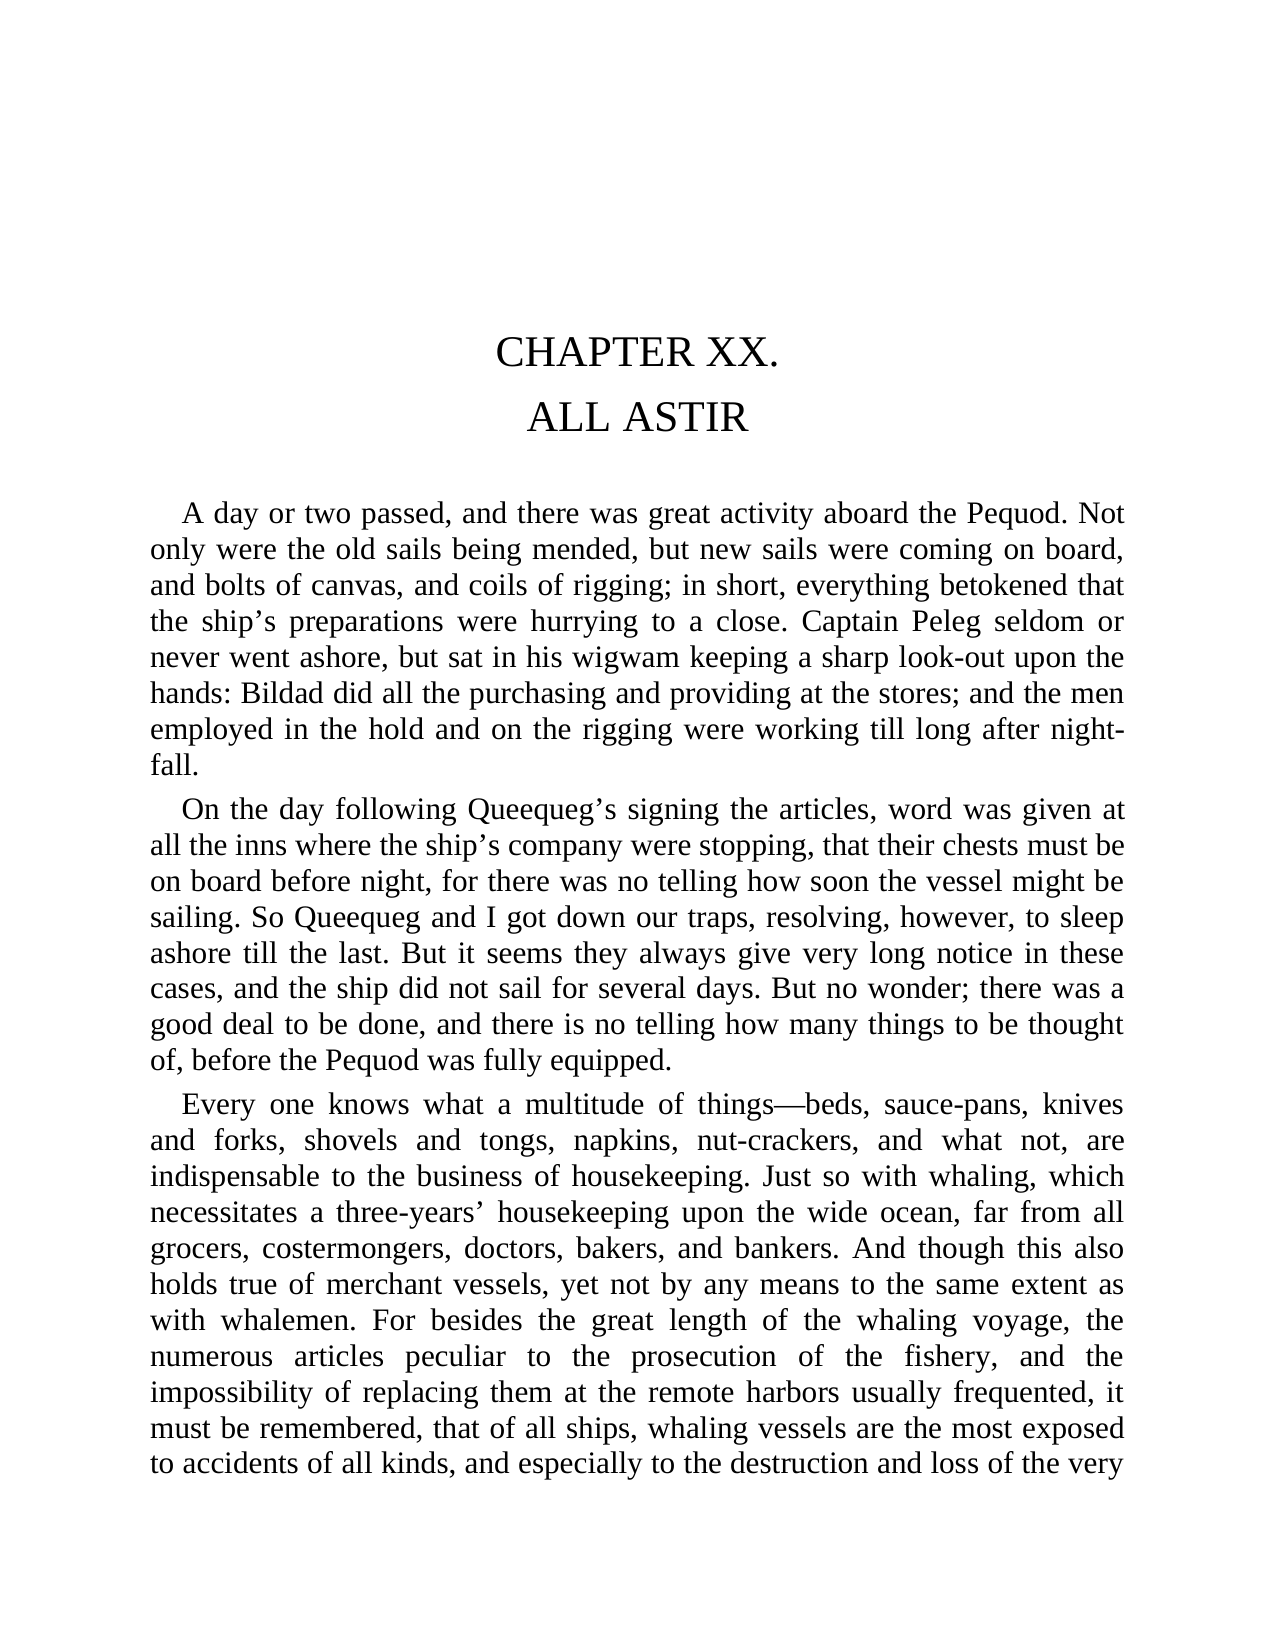 CHAPTER XX.
ALL ASTIR
A day or two passed, and there was great activity aboard the Pequod. Not
only were the old sails being mended, but new sails were coming on board,
and bolts of canvas, and coils of rigging; in short, everything betokened that
the ship’s preparations were hurrying to a close. Captain Peleg seldom or
never went ashore, but sat in his wigwam keeping a sharp look-out upon the
hands: Bildad did all the purchasing and providing at the stores; and the men
employed in the hold and on the rigging were working till long after night-
fall.
On the day following Queequeg’s signing the articles, word was given at
all the inns where the ship’s company were stopping, that their chests must be
on board before night, for there was no telling how soon the vessel might be
sailing. So Queequeg and I got down our traps, resolving, however, to sleep
ashore till the last. But it seems they always give very long notice in these
cases, and the ship did not sail for several days. But no wonder; there was a
good deal to be done, and there is no telling how many things to be thought
of, before the Pequod was fully equipped.
Every one knows what a multitude of things—beds, sauce-pans, knives
and forks, shovels and tongs, napkins, nut-crackers, and what not, are
indispensable to the business of housekeeping. Just so with whaling, which
necessitates a three-years’ housekeeping upon the wide ocean, far from all
grocers, costermongers, doctors, bakers, and bankers. And though this also
holds true of merchant vessels, yet not by any means to the same extent as
with whalemen. For besides the great length of the whaling voyage, the
numerous articles peculiar to the prosecution of the fishery, and the
impossibility of replacing them at the remote harbors usually frequented, it
must be remembered, that of all ships, whaling vessels are the most exposed
to accidents of all kinds, and especially to the destruction and loss of the very